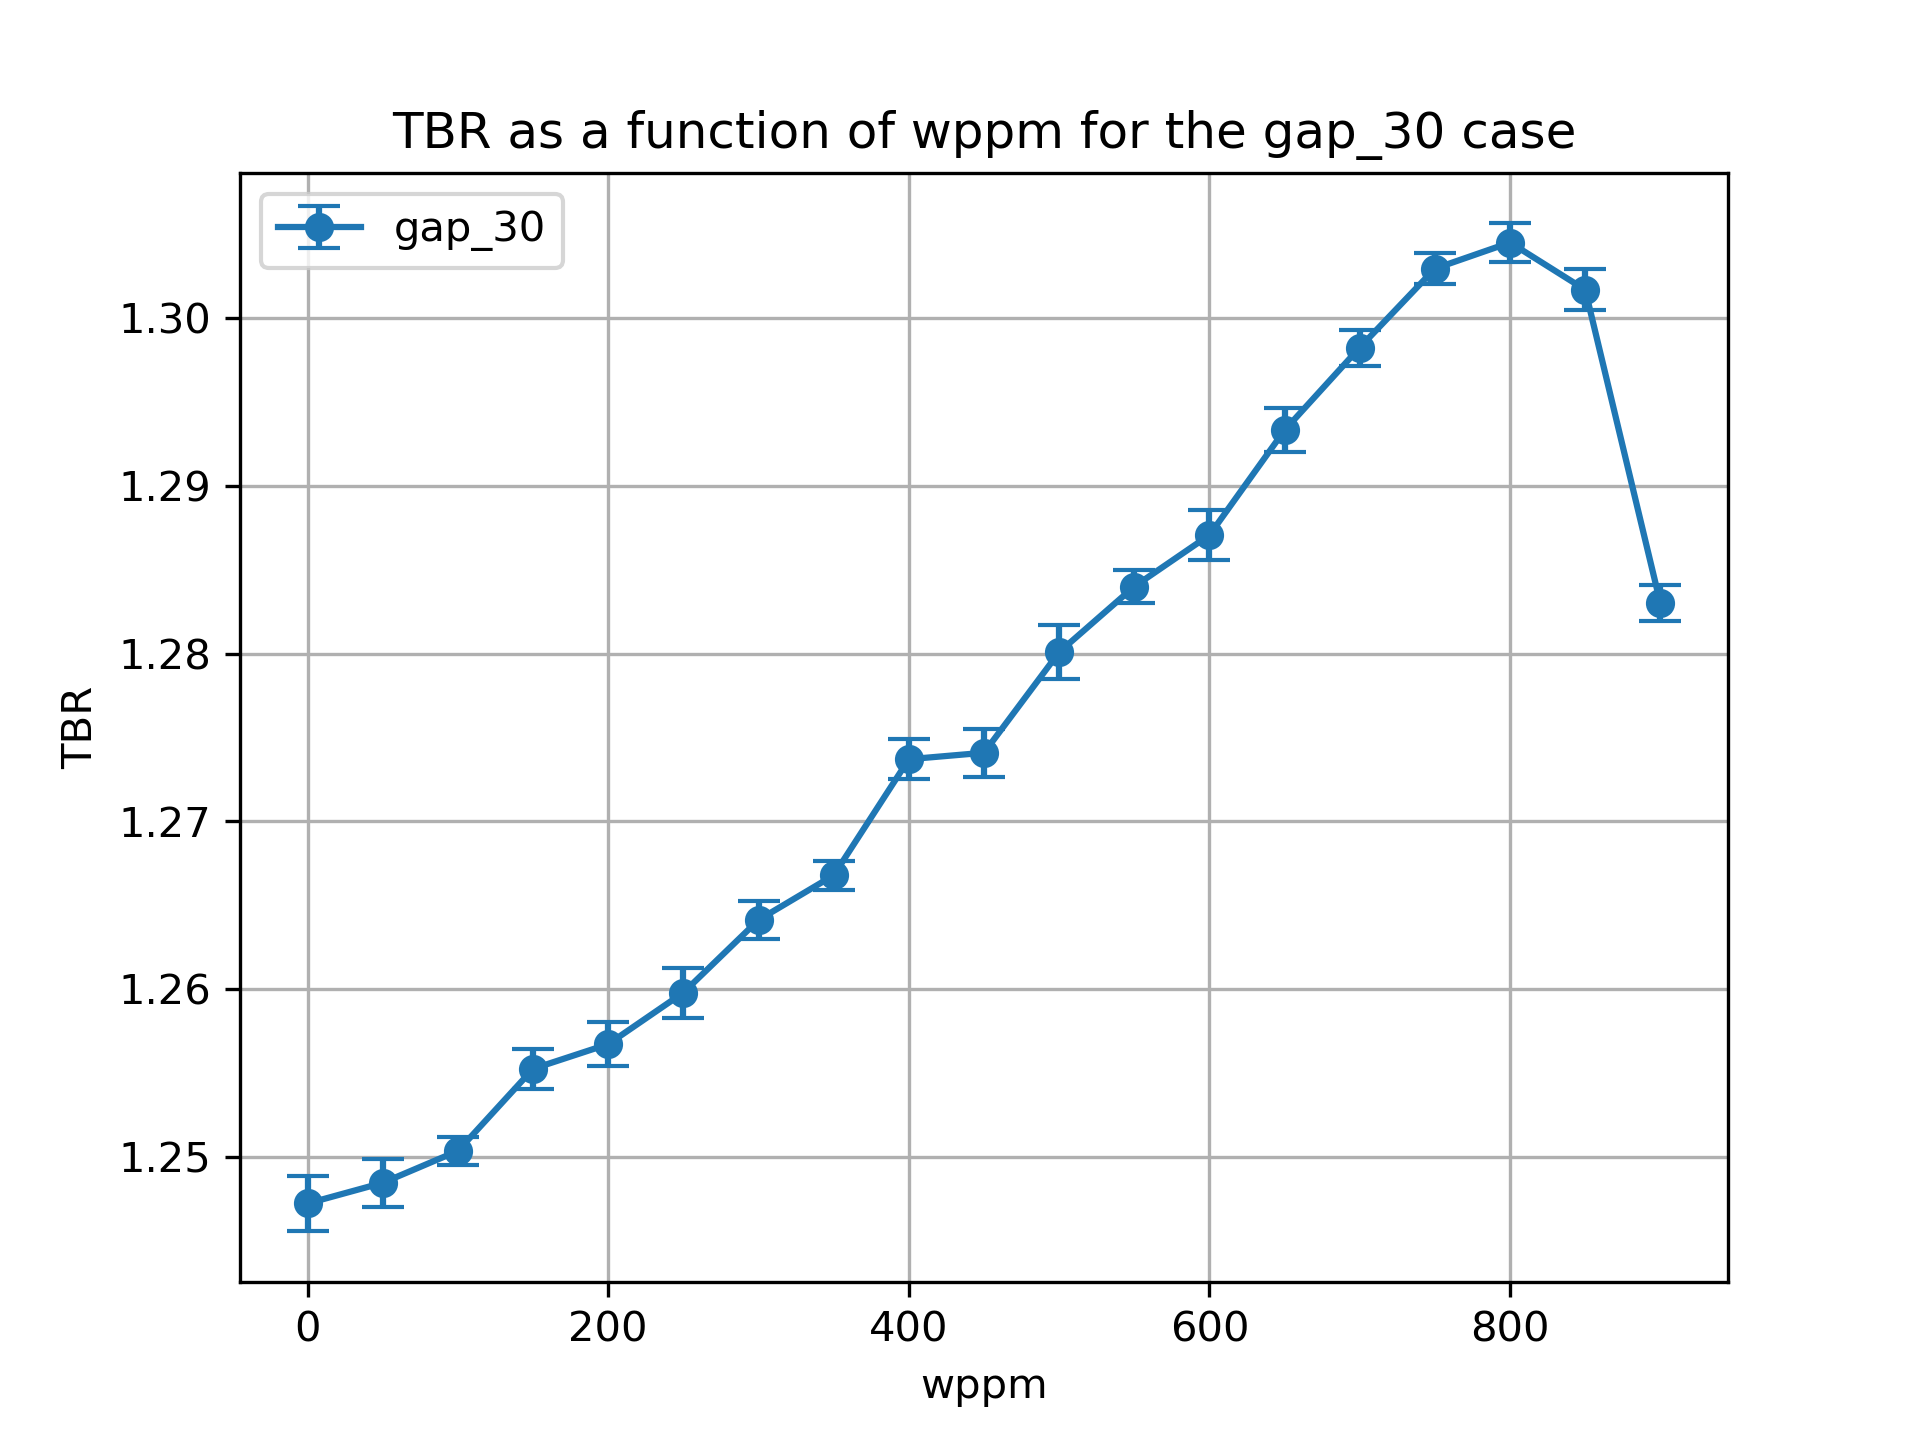 TBR as a function of wppm for the gap_30 case
gap_30
1.30
1.29
1.28
1.27
1.26
1.25
TBR
0 200 400 600 800
wppm